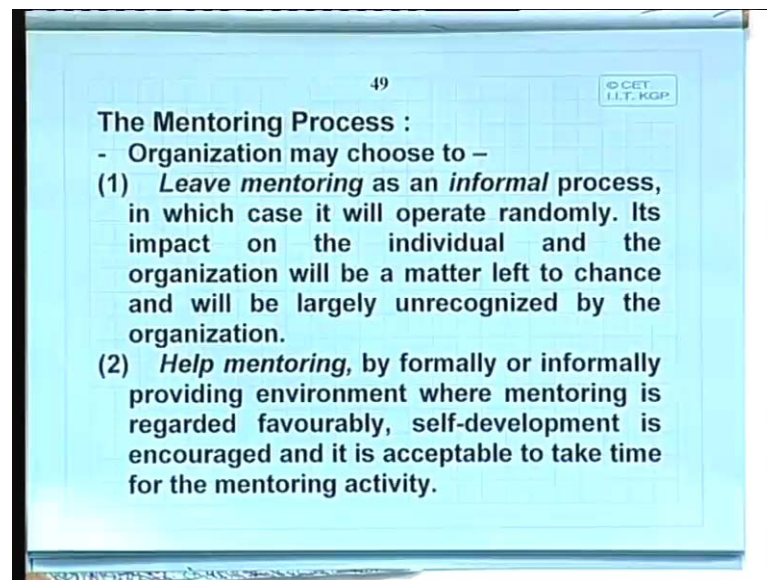 49
© CET
I.I.T. KGP
The Mentoring Process :
- Organization may choose to –
(1) Leave mentoring as an informal process,
in which case it will operate randomly. Its
impact on the individual and the
organization will be a matter left to chance
and will be largely unrecognized by the
organization.
(2) Help mentoring, by formally or informally
providing environment where mentoring is
regarded favourably, self-development is
encouraged and it is acceptable to take time
for the mentoring activity.